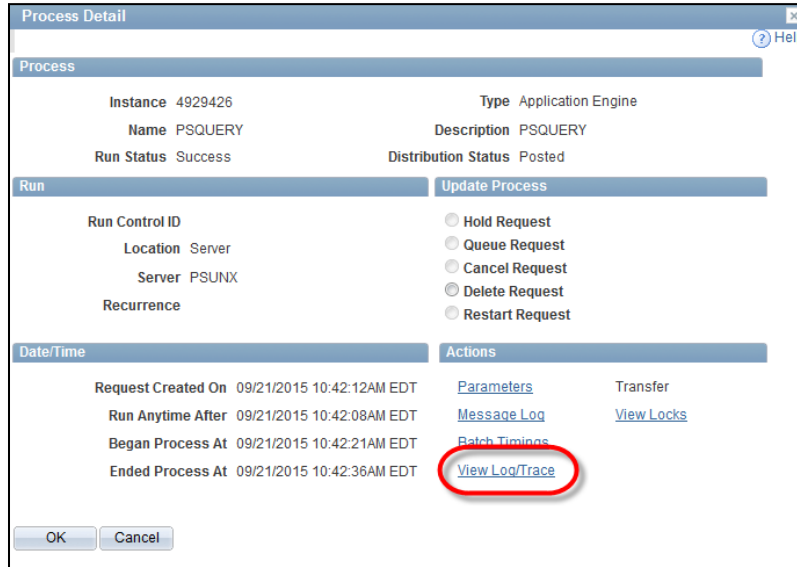 Process Detail
x
? Hel
Process
Instance 4929426 Type Application Engine
Name PSQUERY Description PSQUERY
Run Status Success Distribution Status Posted
Run
Update Process
Run Control ID
Location Server
Server PSUNX
Recurrence
Hold Request
Queue Request
Cancel Request
Delete Request
Restart Request
Date/Time
Request Created On 09/21/2015 10:42:12AM EDT
Run Anytime After 09/21/2015 10:42:08AM EDT
Began Process At 09/21/2015 10:42:21AM EDT
Ended Process At 09/21/2015 10:42:36AM EDT
Actions
Parameters Transfer
Message Log View Locks
Batch Timings
View Log/Trace
OK Cancel